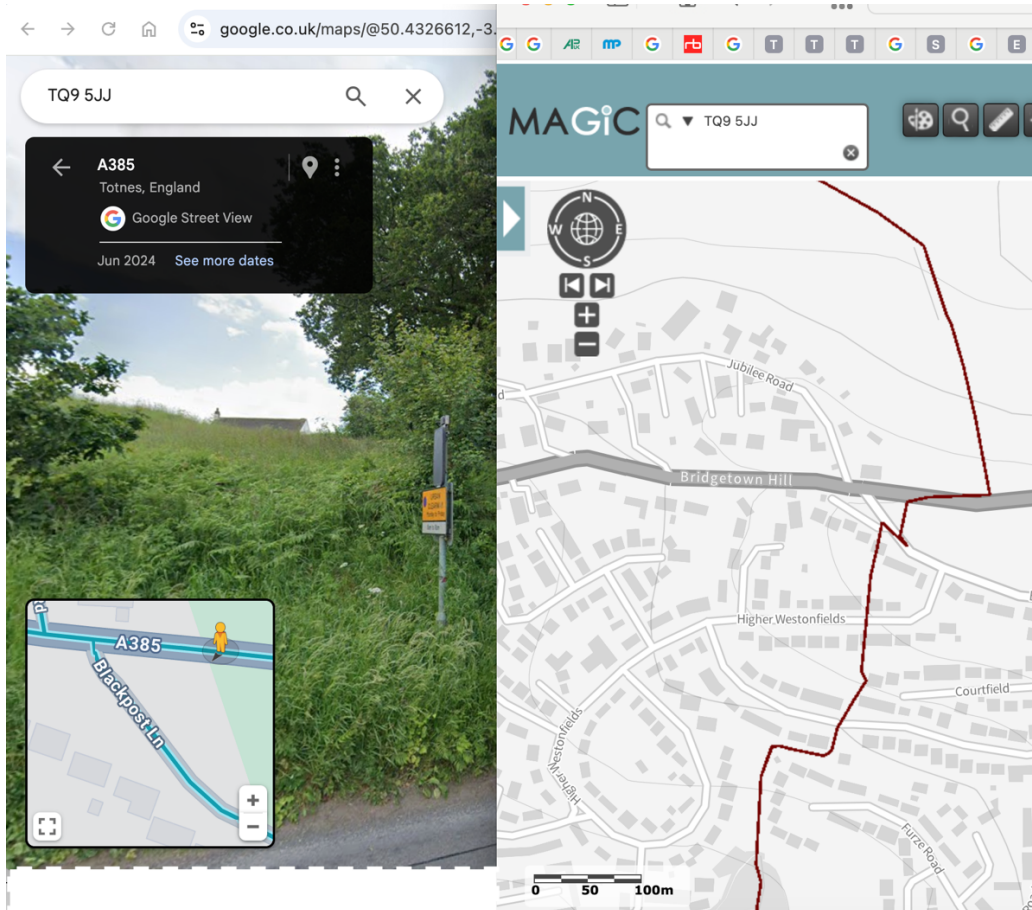 google.co.uk/maps/@50.4326612,-3.
TQ9 5JJ
A385
Totnes, England
Google Street View
Jun 2024 See more dates
A385
Blackpost Ln
MP
rb
T
T
T
S
E
MAGiC
TQ9 5JJ
N
W E
S
Jubilee Road
Bridgetown Hill
Higher Westonfields
Courtfield
Higher Westonfields
Furze Road
0 50 100m